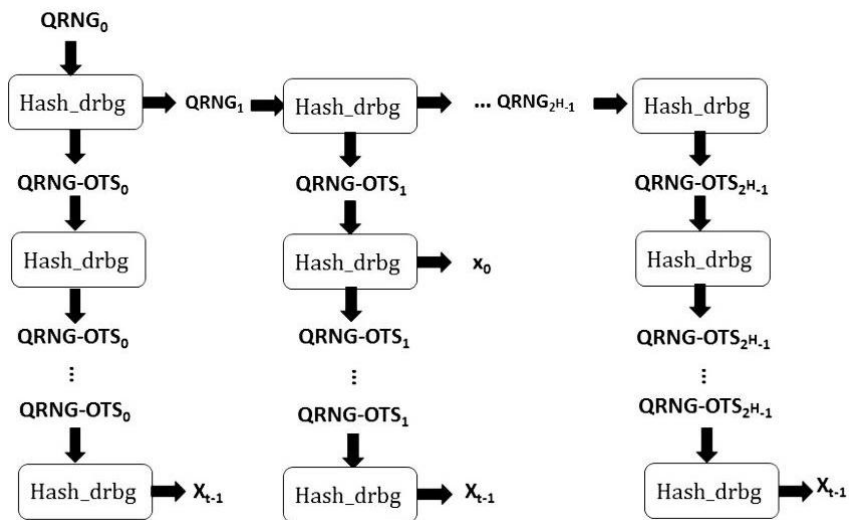 QRNG₀
Hash_drbg QRNG₁ Hash_drbg ... QRNG₂ᴴ₋₁ Hash_drbg
QRNG-OTS₀ QRNG-OTS₁ QRNG-OTS₂ᴴ₋₁
Hash_drbg Hash_drbg x₀ Hash_drbg
QRNG-OTS₀ QRNG-OTS₁ QRNG-OTS₂ᴴ₋₁
... ... ...
QRNG-OTS₀ QRNG-OTS₁ QRNG-OTS₂ᴴ₋₁
Hash_drbg Xₜ₋₁ Hash_drbg Xₜ₋₁ Hash_drbg Xₜ₋₁